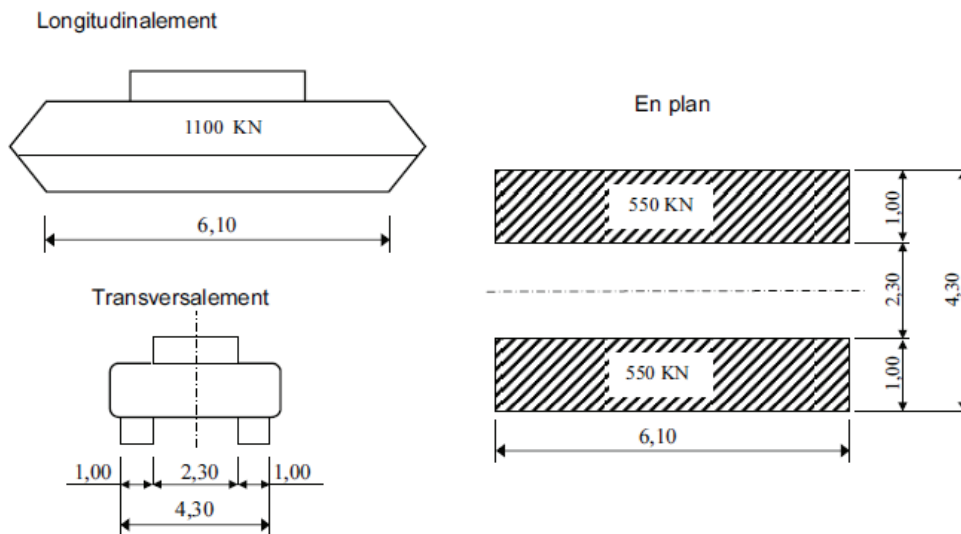 Longitudinalement
1100 KN
6,10
Transversalement
1,00
2,30
1,00
4,30
En plan
550 KN
550 KN
1,00
2,30
1,00
4,30
6,10